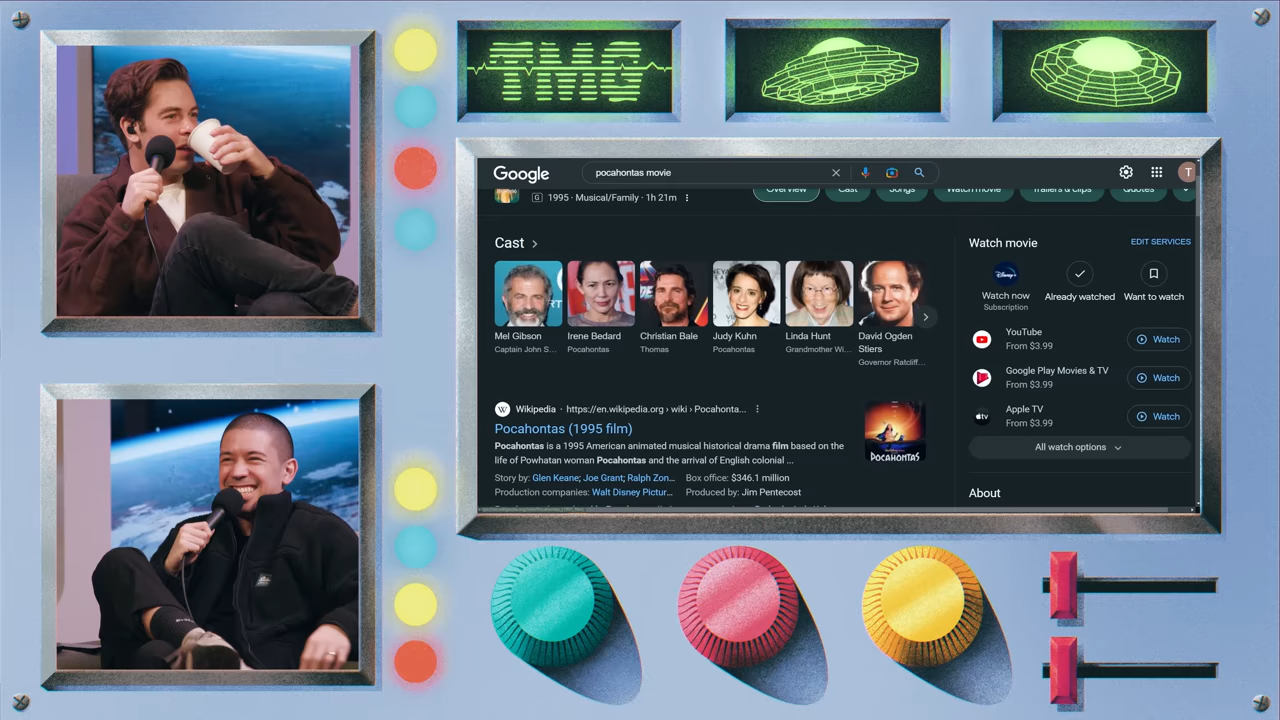 TMG
Google
pocahontas movie
T
G 1995 · Musical/Family · 1h 21m
Overview
Cast
Songs
Watch movie
Trailers & clips
Quotes
Cast
Mel Gibson
Captain John S...
Irene Bedard
Pocahontas
Christian Bale
Thomas
Judy Kuhn
Pocahontas
Linda Hunt
Grandmother Wi...
David Ogden
Stiers
Governor Ratcliff...
Wikipedia · https://en.wikipedia.org › wiki › Pocahonta...
Pocahontas (1995 film)
Pocahontas is a 1995 American animated musical historical drama film based on the
life of Powhatan woman Pocahontas and the arrival of English colonial ...
Story by: Glen Keane; Joe Grant; Ralph Zon... Box office: $346.1 million
Production companies: Walt Disney Pictur... Produced by: Jim Pentecost
POCAHONTAS
Watch movie
EDIT SERVICES
Disney+
Watch now
Subscription
Already watched
Want to watch
YouTube
From $3.99
Watch
Google Play Movies & TV
From $3.99
Watch
tv
Apple TV
From $3.99
Watch
All watch options
About